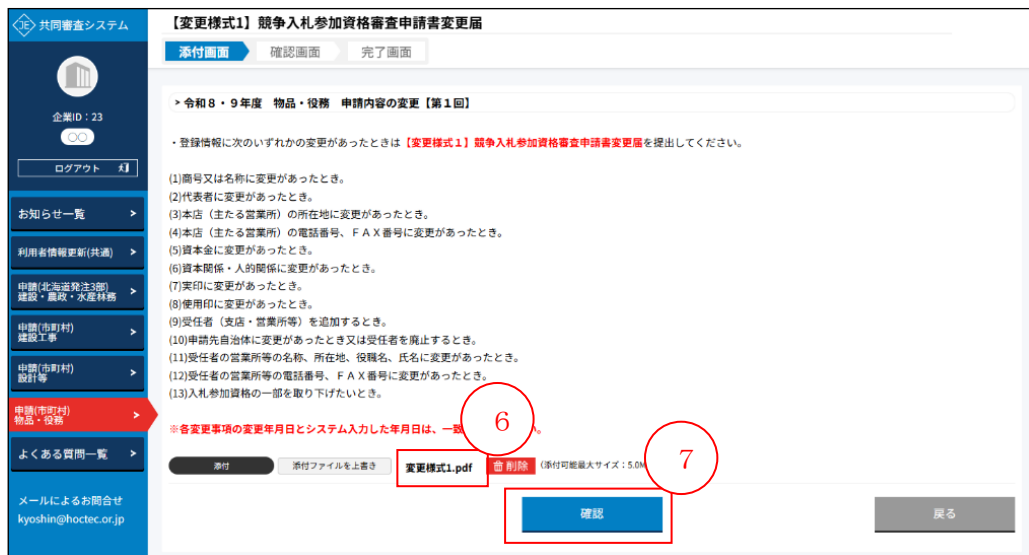 JE 共同審査システム
企業ID：23
○○
ログアウト
お知らせ一覧 >
利用者情報更新(共通) >
申請(北海道発注3部)
建設・農政・水産林務 >
申請(市町村)
建設工事 >
申請(市町村)
設計等 >
申請(市町村)
物品・役務 >
よくある質問一覧 >
メールによるお問合せ
kyoshin@hoctec.or.jp
【変更様式1】競争入札参加資格審査申請書変更届
添付画面 確認画面 完了画面
> 令和８・９年度 物品・役務 申請内容の変更【第１回】
・登録情報に次のいずれかの変更があったときは【変更様式１】競争入札参加資格審査申請書変更届を提出してください。
(1)商号又は名称に変更があったとき。
(2)代表者に変更があったとき。
(3)本店（主たる営業所）の所在地に変更があったとき。
(4)本店（主たる営業所）の電話番号、ＦＡＸ番号に変更があったとき。
(5)資本金に変更があったとき。
(6)資本関係・人的関係に変更があったとき。
(7)実印に変更があったとき。
(8)使用印に変更があったとき。
(9)受任者（支店・営業所等）を追加するとき。
(10)申請先自治体に変更があったとき又は受任者を廃止するとき。
(11)受任者の営業所等の名称、所在地、役職名、氏名に変更があったとき。
(12)受任者の営業所等の電話番号、ＦＡＸ番号に変更があったとき。
(13)入札参加資格の一部を取り下げたいとき。
※各変更事項の変更年月日とシステム入力した年月日は、一致 い。
6
7
添付 添付ファイルを上書き 変更様式1.pdf 削除 （添付可能最大サイズ：5.0M
確認 戻る